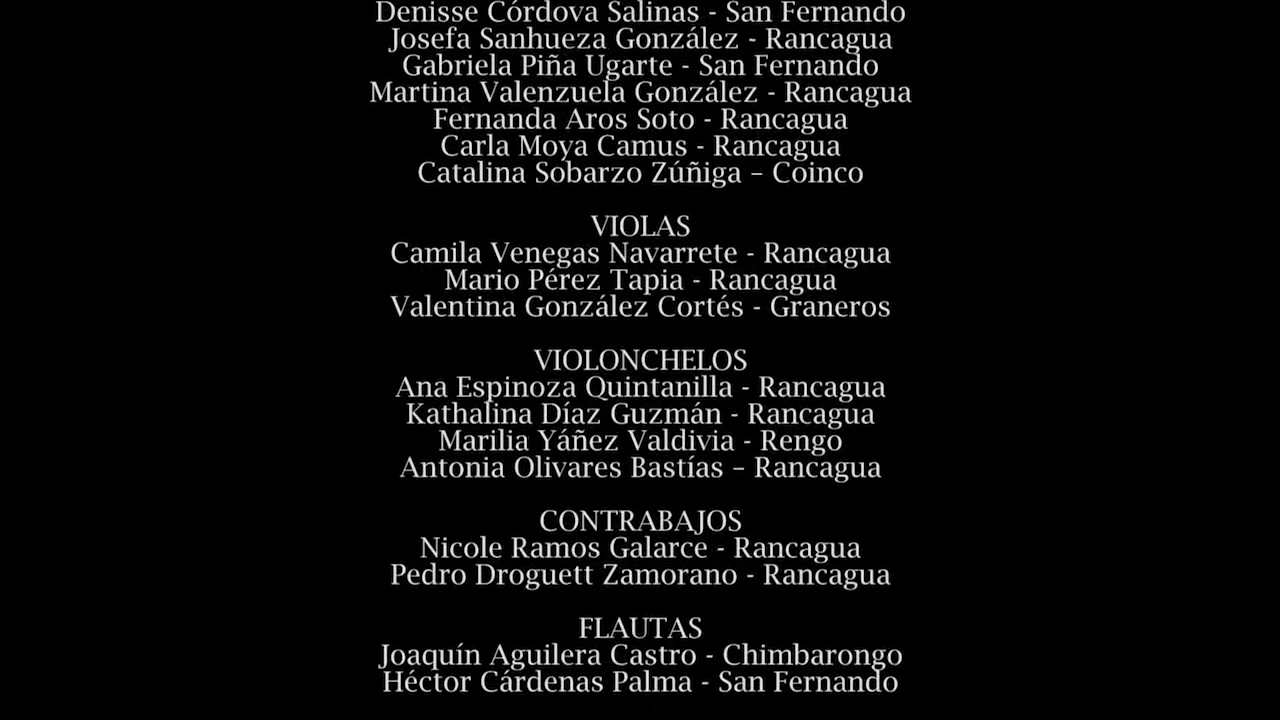 Denisse Córdova Salinas - San Fernando
Josefa Sanhueza González - Rancagua
Gabriela Piña Ugarte - San Fernando
Martina Valenzuela González - Rancagua
Fernanda Aros Soto - Rancagua
Carla Moya Camus - Rancagua
Catalina Sobarzo Zúñiga – Coinco
VIOLAS
Camila Venegas Navarrete - Rancagua
Mario Pérez Tapia - Rancagua
Valentina González Cortés - Graneros
VIOLONCHELOS
Ana Espinoza Quintanilla - Rancagua
Kathalina Díaz Guzmán - Rancagua
Marilia Yáñez Valdivia - Rengo
Antonia Olivares Bastías – Rancagua
CONTRABAJOS
Nicole Ramos Galarce - Rancagua
Pedro Droguett Zamorano - Rancagua
FLAUTAS
Joaquín Aguilera Castro - Chimbarongo
Héctor Cárdenas Palma - San Fernando